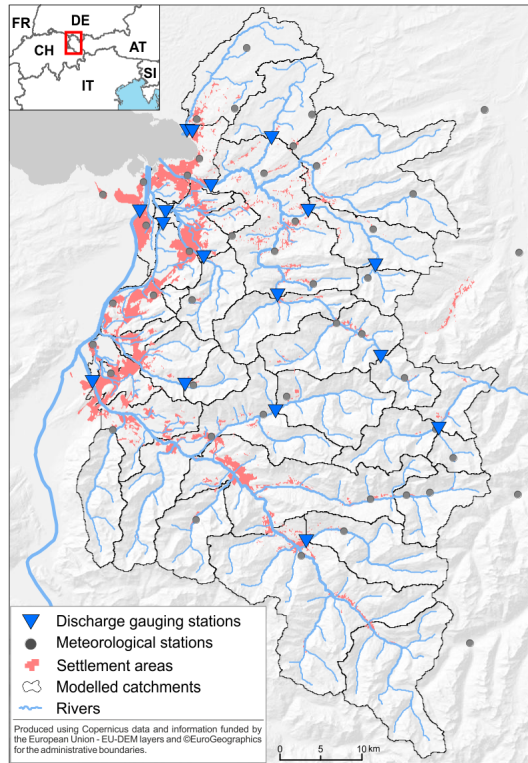 FR
DE
CH
AT
SI
IT
Discharge gauging stations
Meteorological stations
Settlement areas
Modelled catchments
Rivers
Produced using Copernicus data and information funded by
the European Union - EU-DEM layers and ©EuroGeographics
for the administrative boundaries.
0 5 10 km